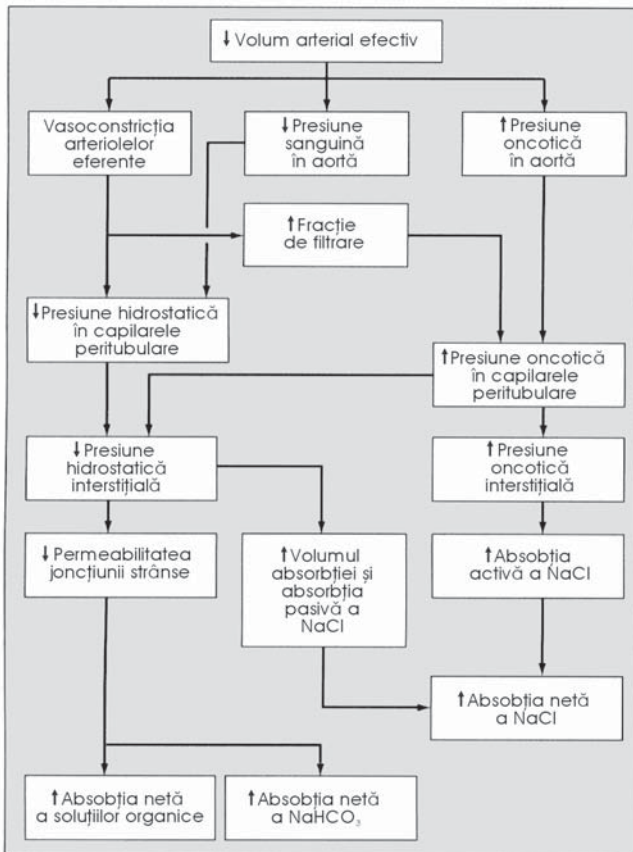 ↓ Volum arterial efectiv
Vasoconstricția
arteriolelor
eferente
↓ Presiune
sanguină
în aortă
↑ Presiune
oncotică
în aortă
↑ Fracție
de filtrare
↓ Presiune hidrostatică
în capilarele
peritubulare
↑ Presiune oncotică
în capilarele
peritubulare
↓ Presiune
hidrostatică
interstițială
↑ Presiune
oncotică
interstițială
↓ Permeabilitatea
joncțiunii strânse
↑ Volumul
absorbției și
absorbția
pasivă a
NaCl
↑ Absobția
activă a NaCl
↑ Absobția netă
a NaCl
↑ Absobția netă
a soluțiilor organice
↑ Absobția netă
a NaHCO₃